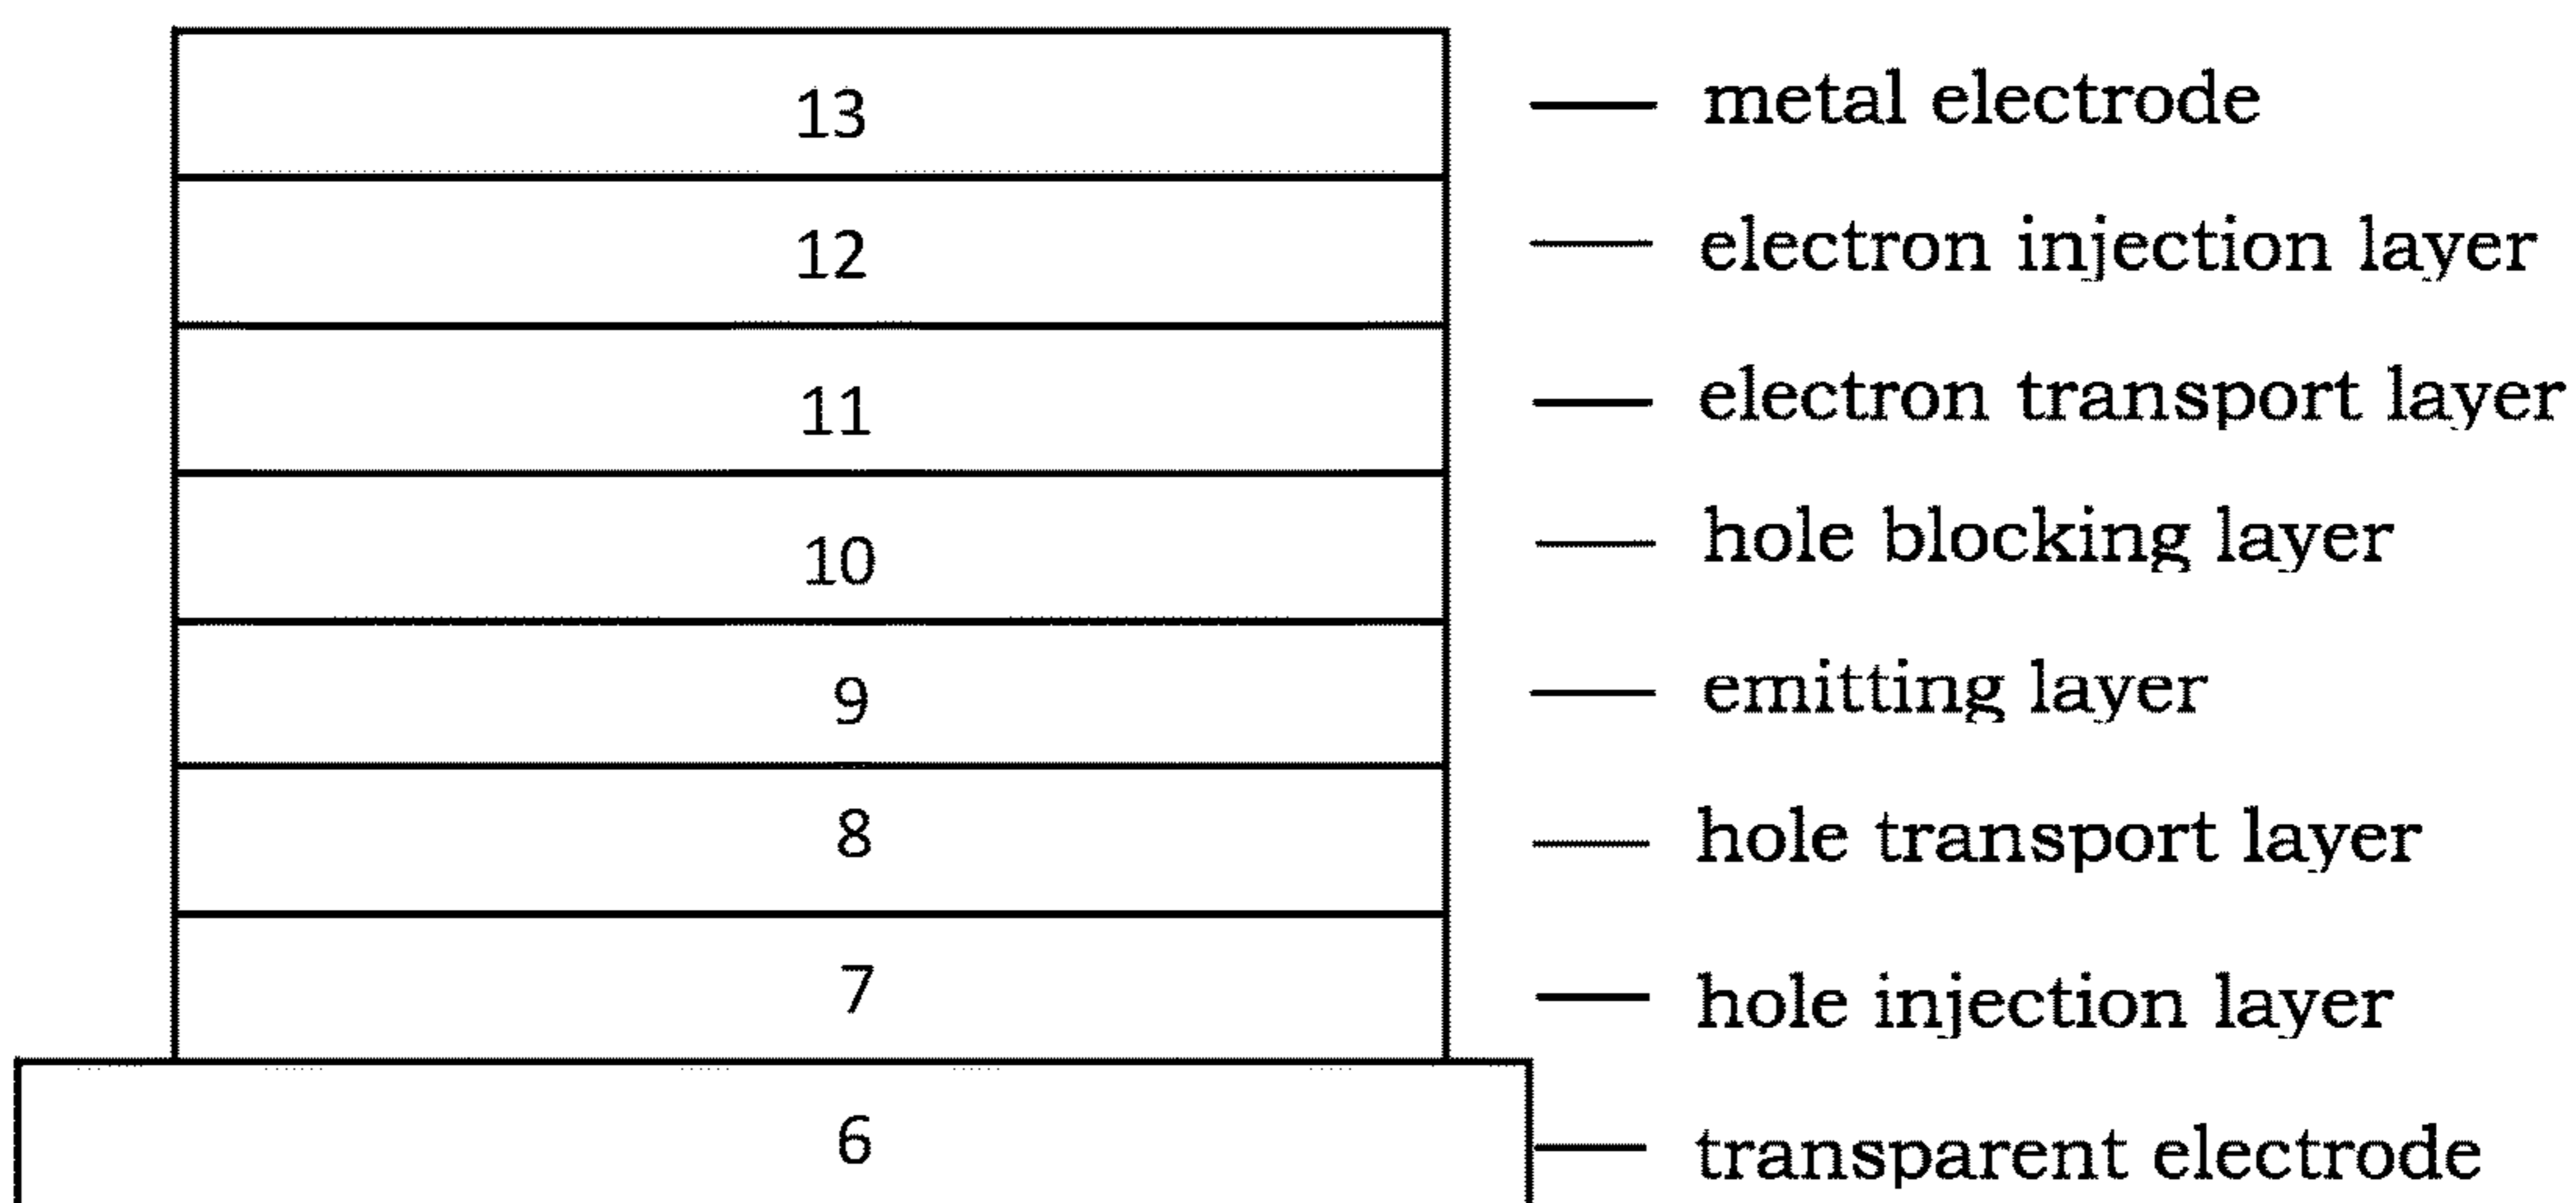 13 metal electrode
12 electron injection layer
11 electron transport layer
10 hole blocking layer
9 emitting layer
8 hole transport layer
7 hole injection layer
6 transparent electrode